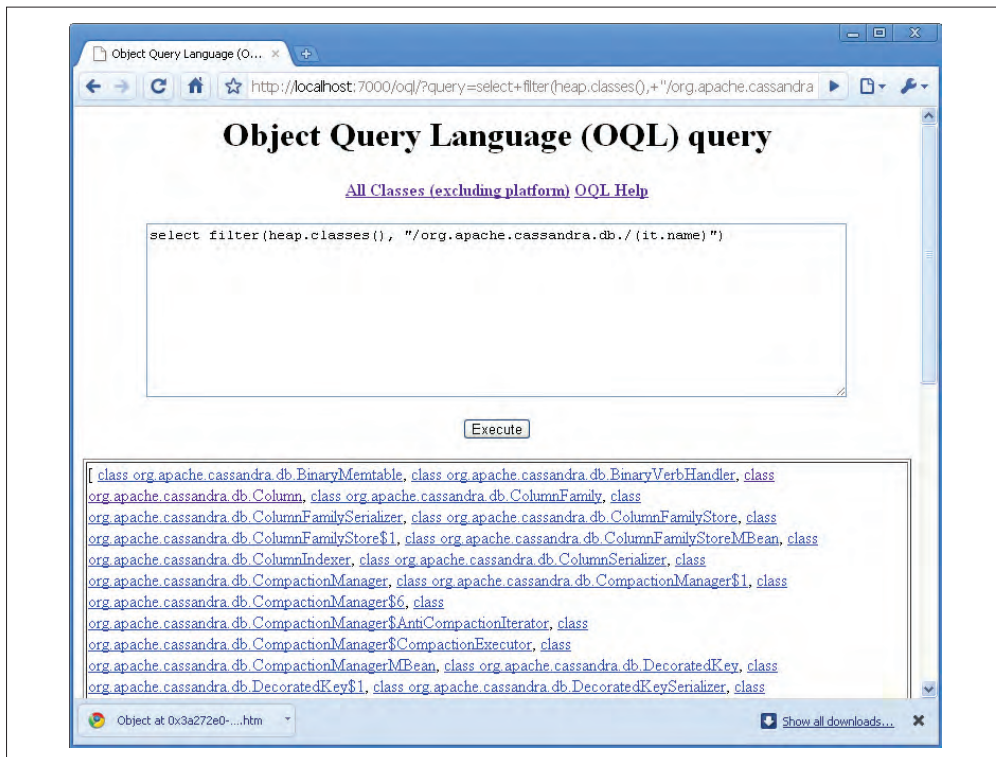 Object Query Language (O...
http://localhost:7000/oql/?query=select+filter(heap.classes(),+"/org.apache.cassandra
Object Query Language (OQL) query
All Classes (excluding platform) OQL Help
select filter(heap.classes(), "/org.apache.cassandra.db./(it.name)")
Execute
[ class org.apache.cassandra.db.BinaryMemtable, class org.apache.cassandra.db.BinaryVerbHandler, class
org.apache.cassandra.db.Column, class org.apache.cassandra.db.ColumnFamily, class
org.apache.cassandra.db.ColumnFamilySerializer, class org.apache.cassandra.db.ColumnFamilyStore, class
org.apache.cassandra.db.ColumnFamilyStore$1, class org.apache.cassandra.db.ColumnFamilyStoreMBean, class
org.apache.cassandra.db.ColumnIndexer, class org.apache.cassandra.db.ColumnSerializer, class
org.apache.cassandra.db.CompactionManager, class org.apache.cassandra.db.CompactionManager$1, class
org.apache.cassandra.db.CompactionManager$6, class
org.apache.cassandra.db.CompactionManager$AntiCompactionIterator, class
org.apache.cassandra.db.CompactionManager$CompactionExecutor, class
org.apache.cassandra.db.CompactionManagerMBean, class org.apache.cassandra.db.DecoratedKey, class
org.apache.cassandra.db.DecoratedKey$1, class org.apache.cassandra.db.DecoratedKeySerializer, class
Object at 0x3a272e0-....htm
Show all downloads...